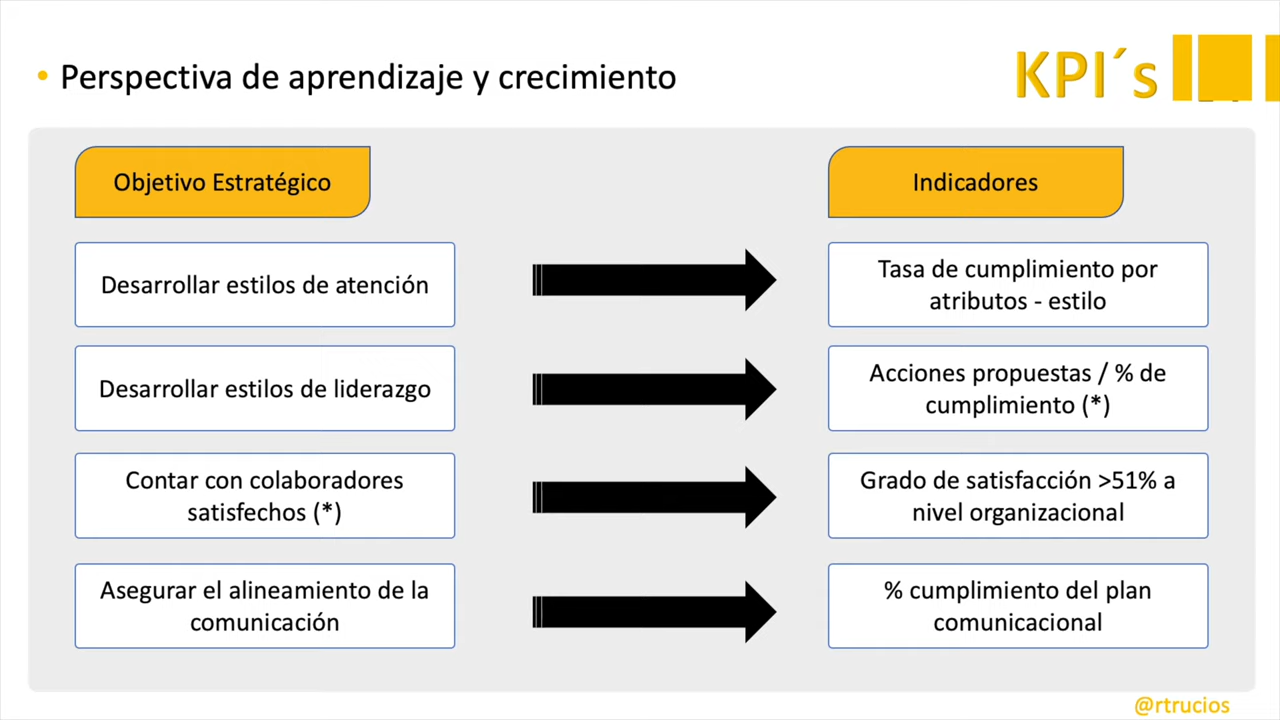 • Perspectiva de aprendizaje y crecimiento
KPI´s
Objetivo Estratégico
Indicadores
Desarrollar estilos de atención
Tasa de cumplimiento por
atributos - estilo
Desarrollar estilos de liderazgo
Acciones propuestas / % de
cumplimiento (*)
Contar con colaboradores
satisfechos (*)
Grado de satisfacción >51% a
nivel organizacional
Asegurar el alineamiento de la
comunicación
% cumplimiento del plan
comunicacional
@rtrucios